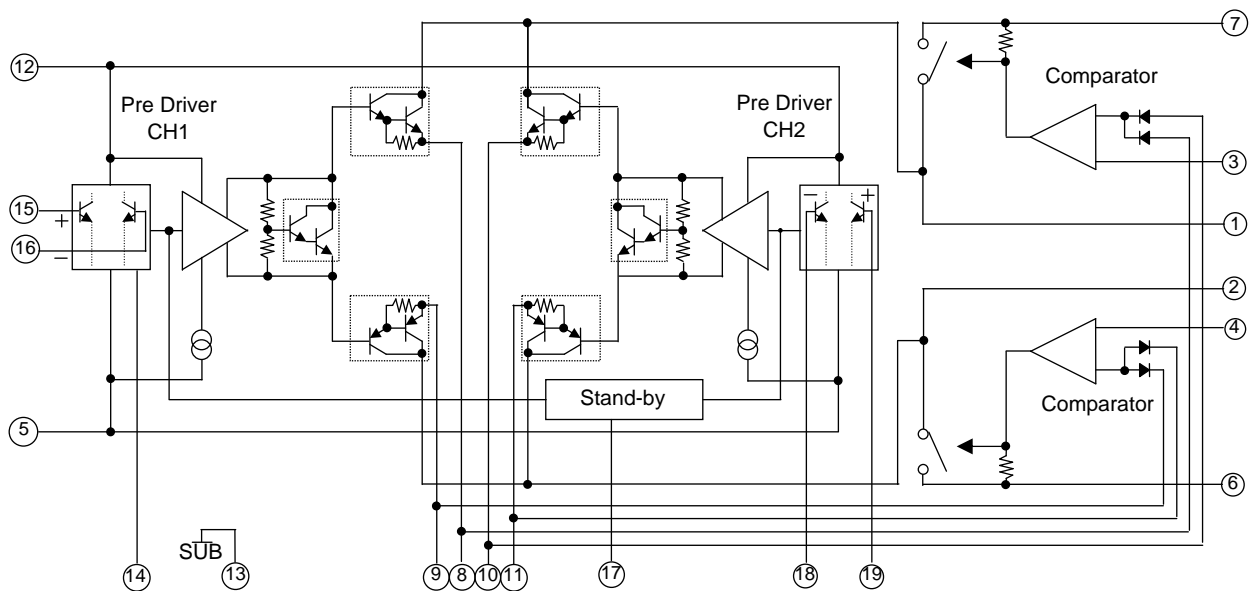 7
12
Comparator
Pre Driver
CH1
Pre Driver
CH2
3
15
+
16
−
− +
1
2
4
Stand-by
Comparator
5
6
SUB
14
13
9
8
10
11
17
18
19